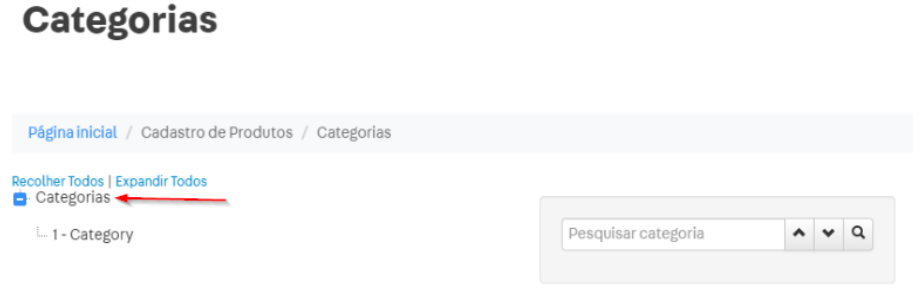 Categorias
Página inicial / Cadastro de Produtos / Categorias
Recolher Todos | Expandir Todos
Categorias
1 - Category
Pesquisar categoria